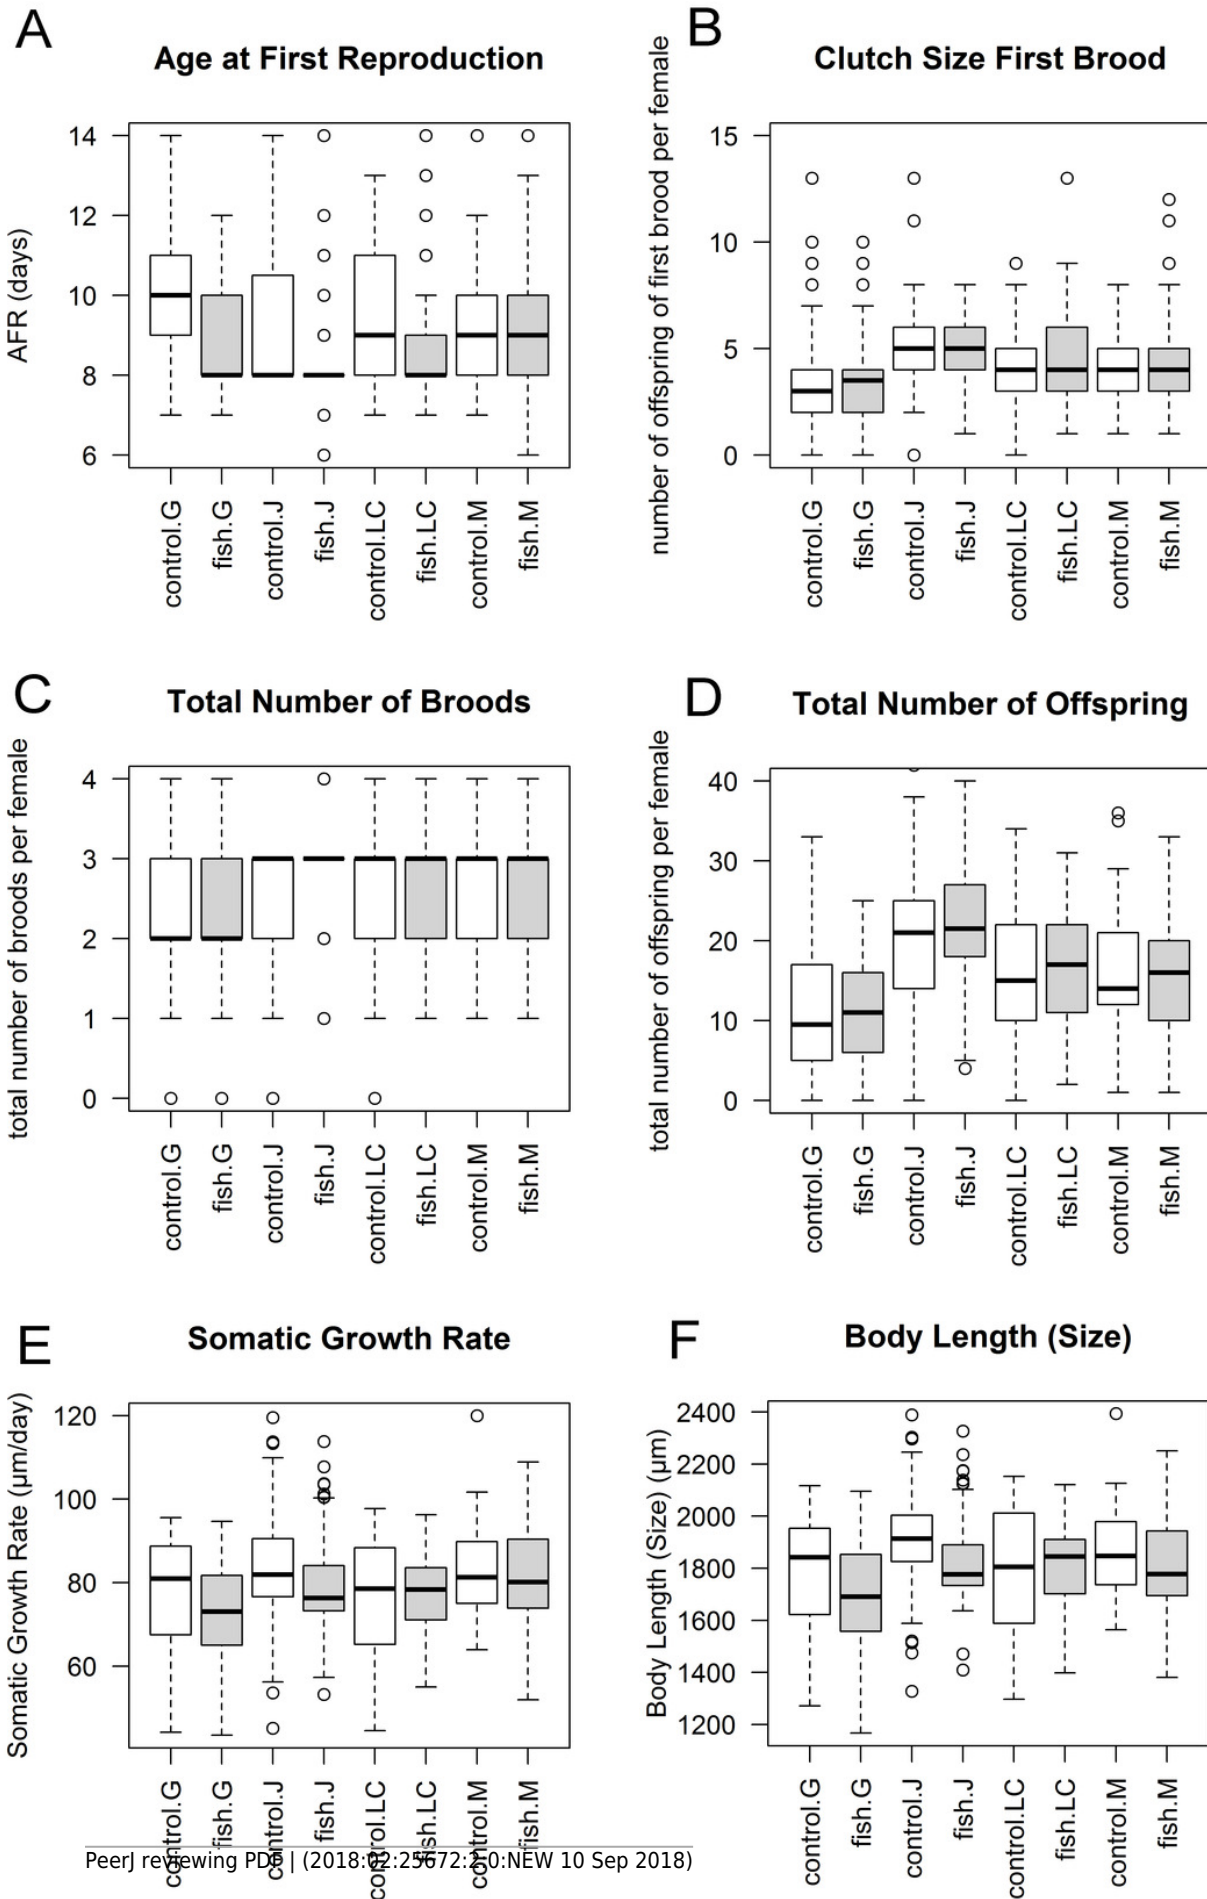 A
Age at First Reproduction
AFR (days)
14
12
10
8
6
control.G
fish.G
control.J
fish.J
control.LC
fish.LC
control.M
fish.M
B
Clutch Size First Brood
number of offspring of first brood per female
15
10
5
0
control.G
fish.G
control.J
fish.J
control.LC
fish.LC
control.M
fish.M
C
Total Number of Broods
total number of broods per female
4
3
2
1
0
control.G
fish.G
control.J
fish.J
control.LC
fish.LC
control.M
fish.M
D
Total Number of Offspring
total number of offspring per female
40
30
20
10
0
control.G
fish.G
control.J
fish.J
control.LC
fish.LC
control.M
fish.M
E
Somatic Growth Rate
Somatic Growth Rate (µm/day)
120
100
80
60
control.G
fish.G
control.J
fish.J
control.LC
fish.LC
control.M
fish.M
F
Body Length (Size)
Body Length (Size) (µm)
2400
2200
2000
1800
1600
1400
1200
control.G
fish.G
control.J
fish.J
control.LC
fish.LC
control.M
fish.M
PeerJ reviewing PDF | (2018:02:25672:2:0:NEW 10 Sep 2018)